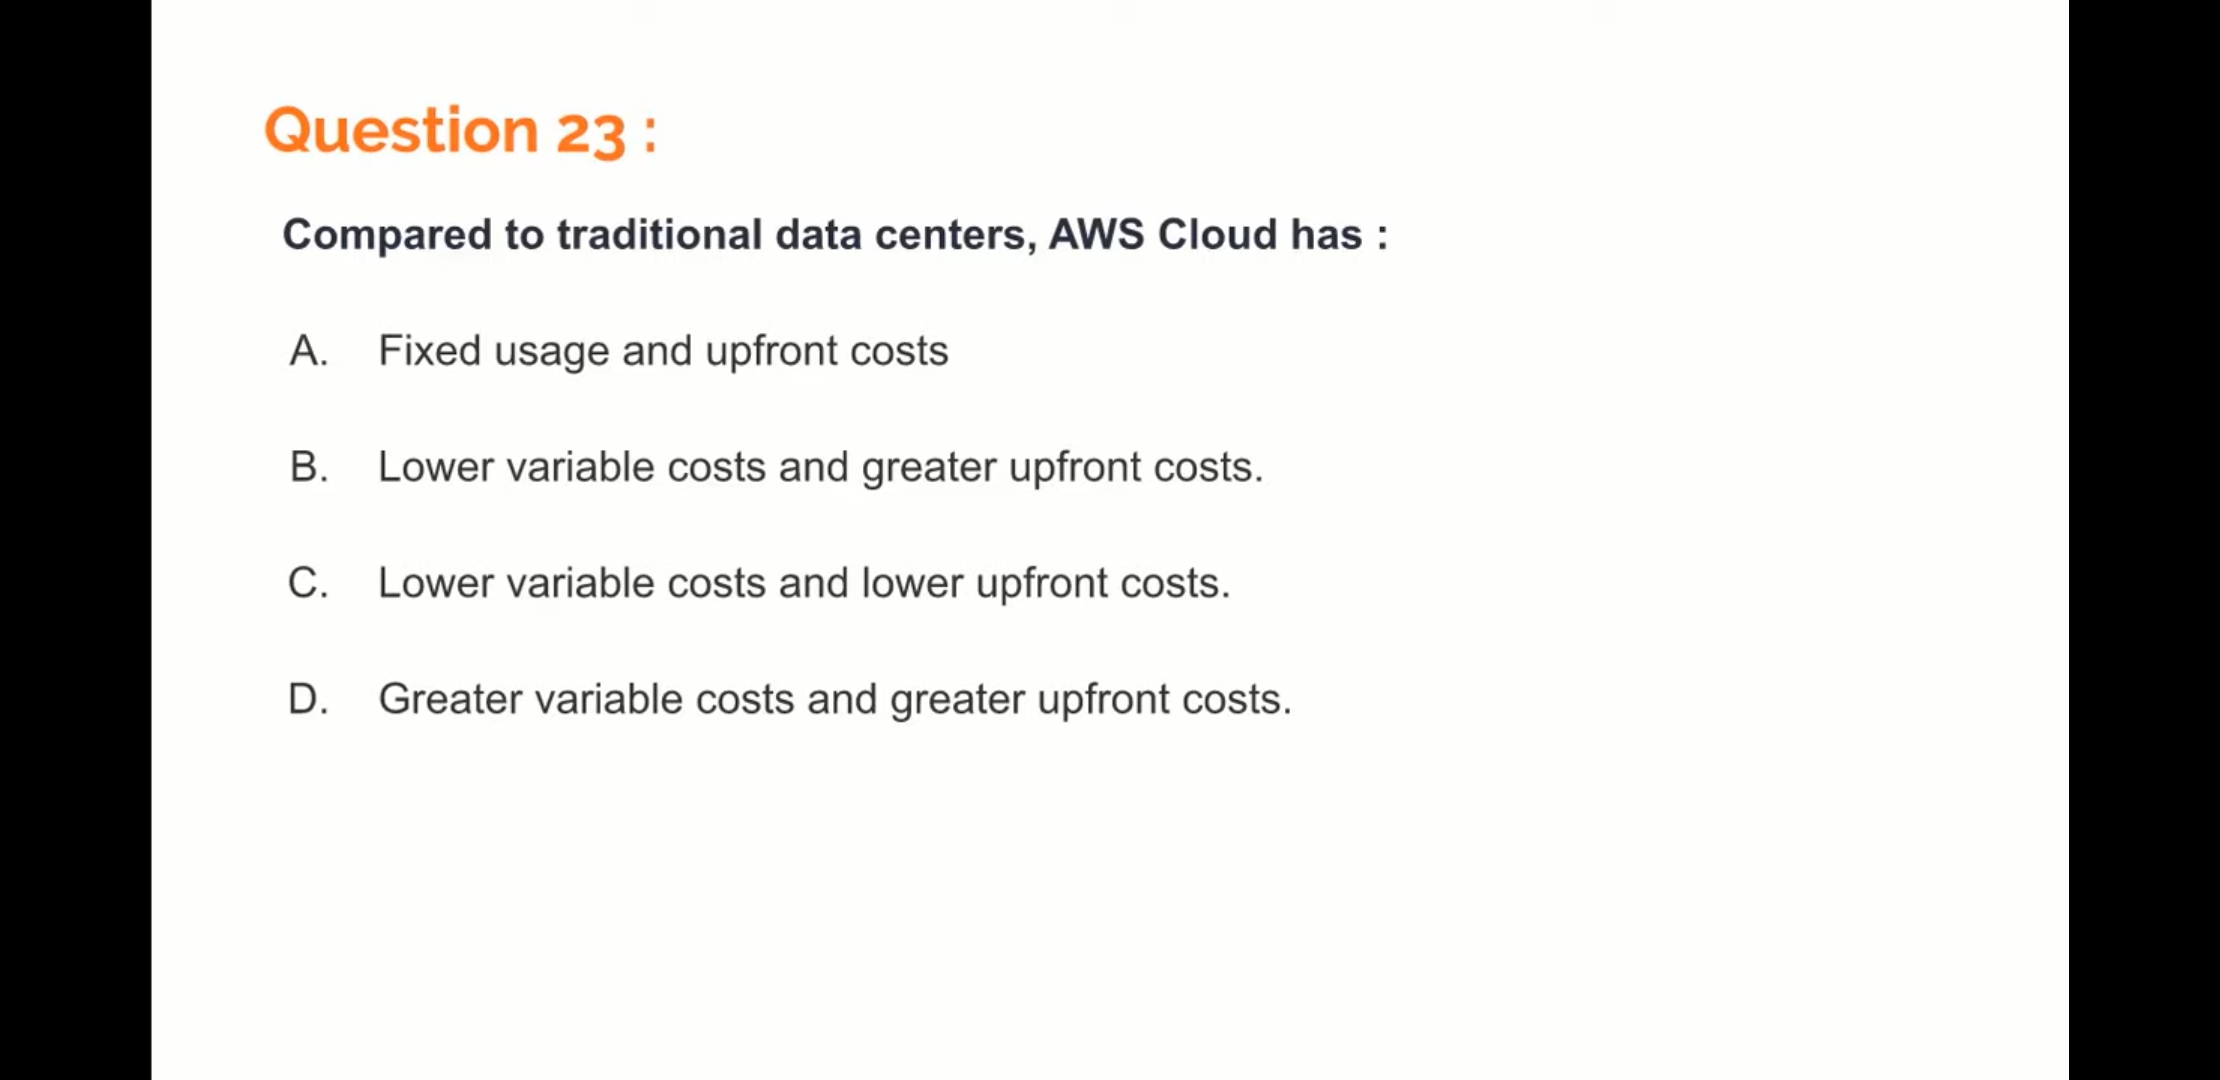 Question 23 :
Compared to traditional data centers, AWS Cloud has :
A. Fixed usage and upfront costs
B. Lower variable costs and greater upfront costs.
C. Lower variable costs and lower upfront costs.
D. Greater variable costs and greater upfront costs.